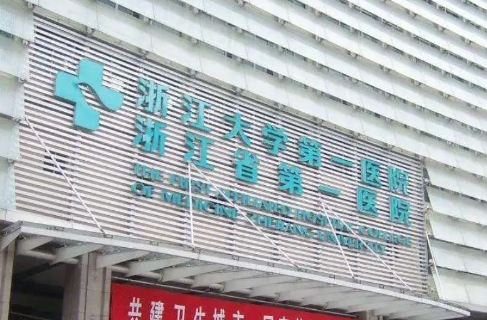 浙江大学第一医院
浙江省第一医院
THE FIRST AFFILIATED HOSPITAL, COLLEGE
OF MEDICINE, ZHEJIANG UNIVERSITY
共建卫生城市